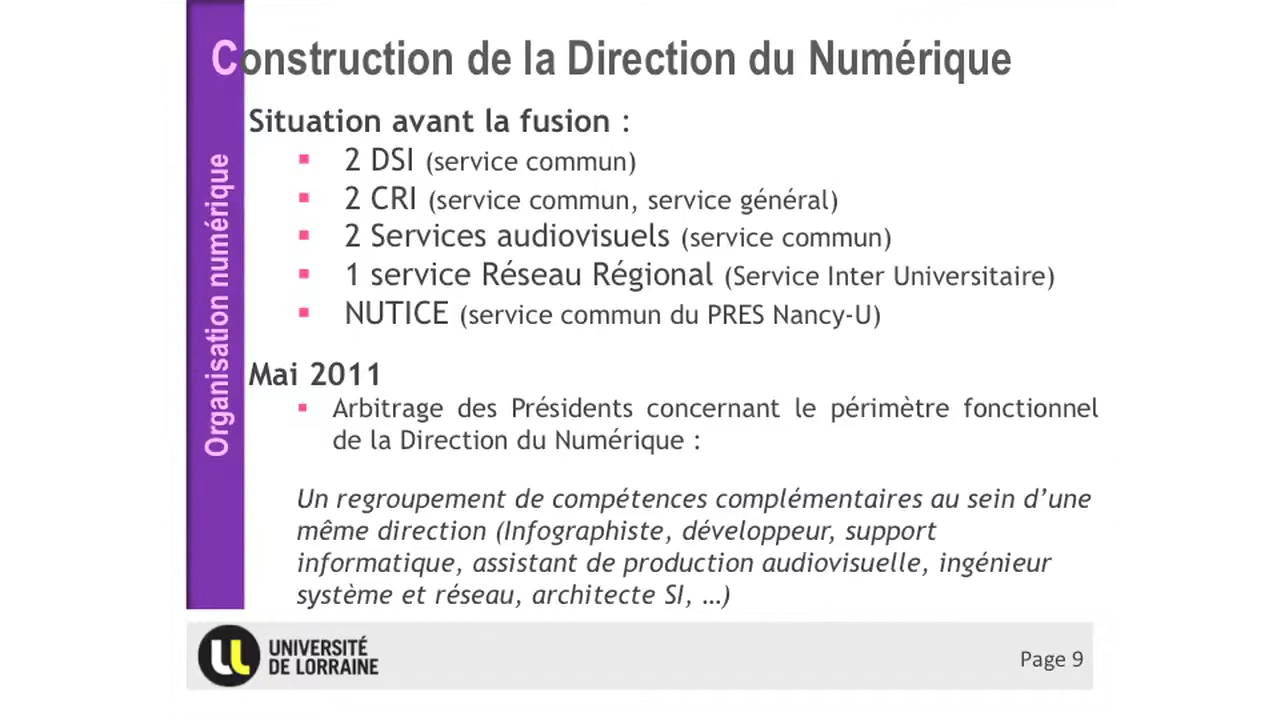 Construction de la Direction du Numérique
Organisation numérique
Situation avant la fusion :
▪ 2 DSI (service commun)
▪ 2 CRI (service commun, service général)
▪ 2 Services audiovisuels (service commun)
▪ 1 service Réseau Régional (Service Inter Universitaire)
▪ NUTICE (service commun du PRES Nancy-U)
Mai 2011
▪ Arbitrage des Présidents concernant le périmètre fonctionnel
de la Direction du Numérique :
Un regroupement de compétences complémentaires au sein d’une
même direction (Infographiste, développeur, support
informatique, assistant de production audiovisuelle, ingénieur
système et réseau, architecte SI, …)
UNIVERSITÉ
DE LORRAINE
Page 9